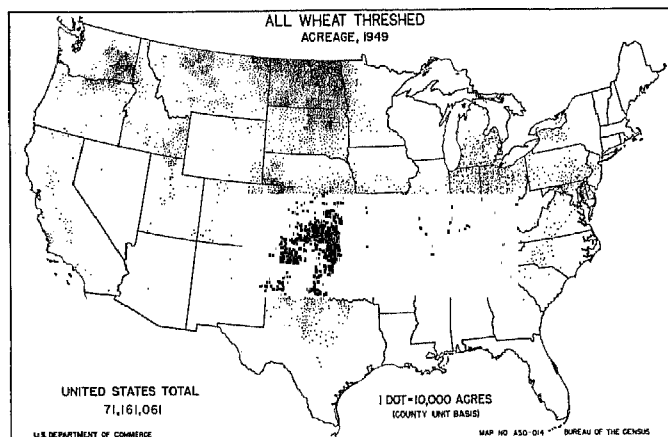 ALL WHEAT THRESHED
ACREAGE, 1949
UNITED STATES TOTAL
71,161,061
1 DOT=10,000 ACRES
(COUNTY UNIT BASIS)
U.S. DEPARTMENT OF COMMERCE
MAP NO A50-014
BUREAU OF THE CENSUS